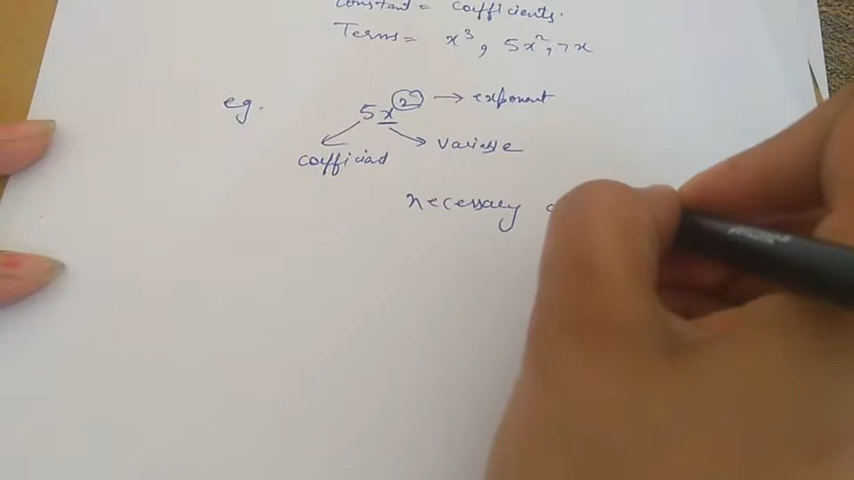 constant = coefficients.
Terms = x³, 5x², 7x
eg. 5x² → exponent
coefficient variable
necessary